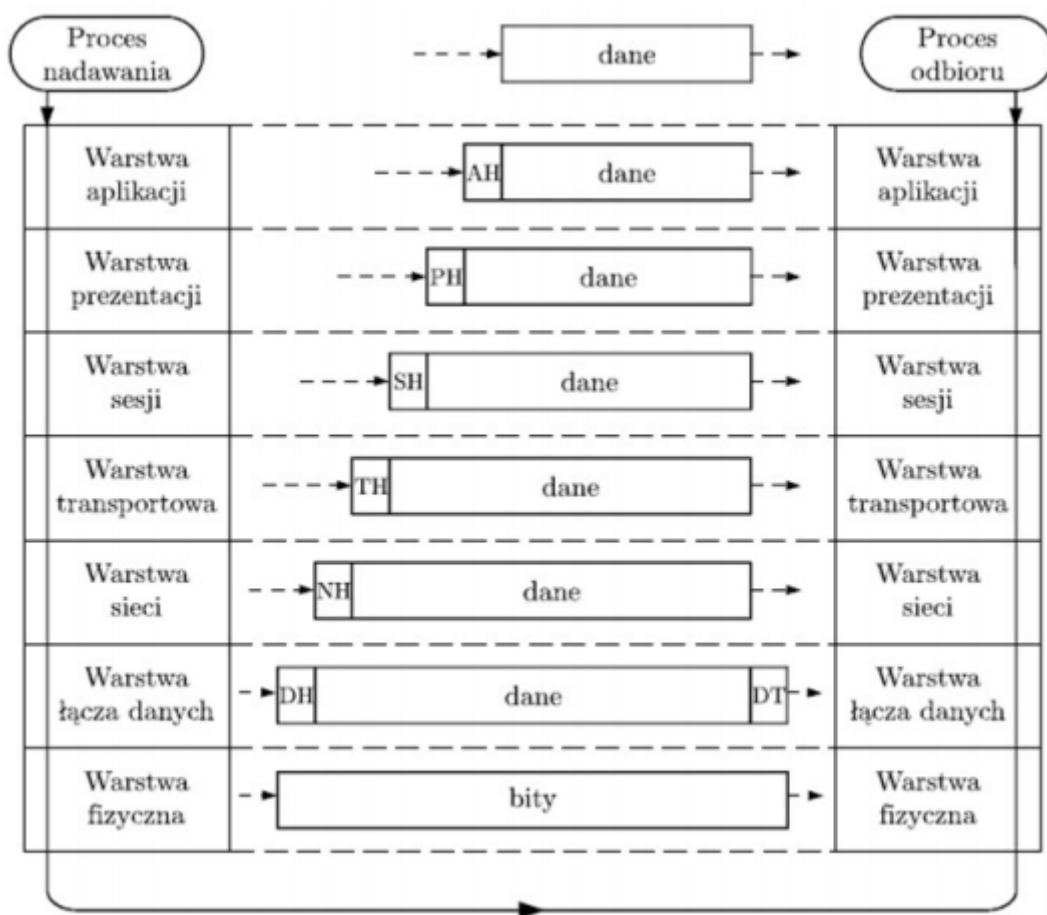 Proces
nadawania
dane
Proces
odbioru
Warstwa
aplikacji
AH
dane
Warstwa
aplikacji
Warstwa
prezentacji
PH
dane
Warstwa
prezentacji
Warstwa
sesji
SH
dane
Warstwa
sesji
Warstwa
transportowa
TH
dane
Warstwa
transportowa
Warstwa
sieci
NH
dane
Warstwa
sieci
Warstwa
łącza danych
DH
dane
DT
Warstwa
łącza danych
Warstwa
fizyczna
bity
Warstwa
fizyczna